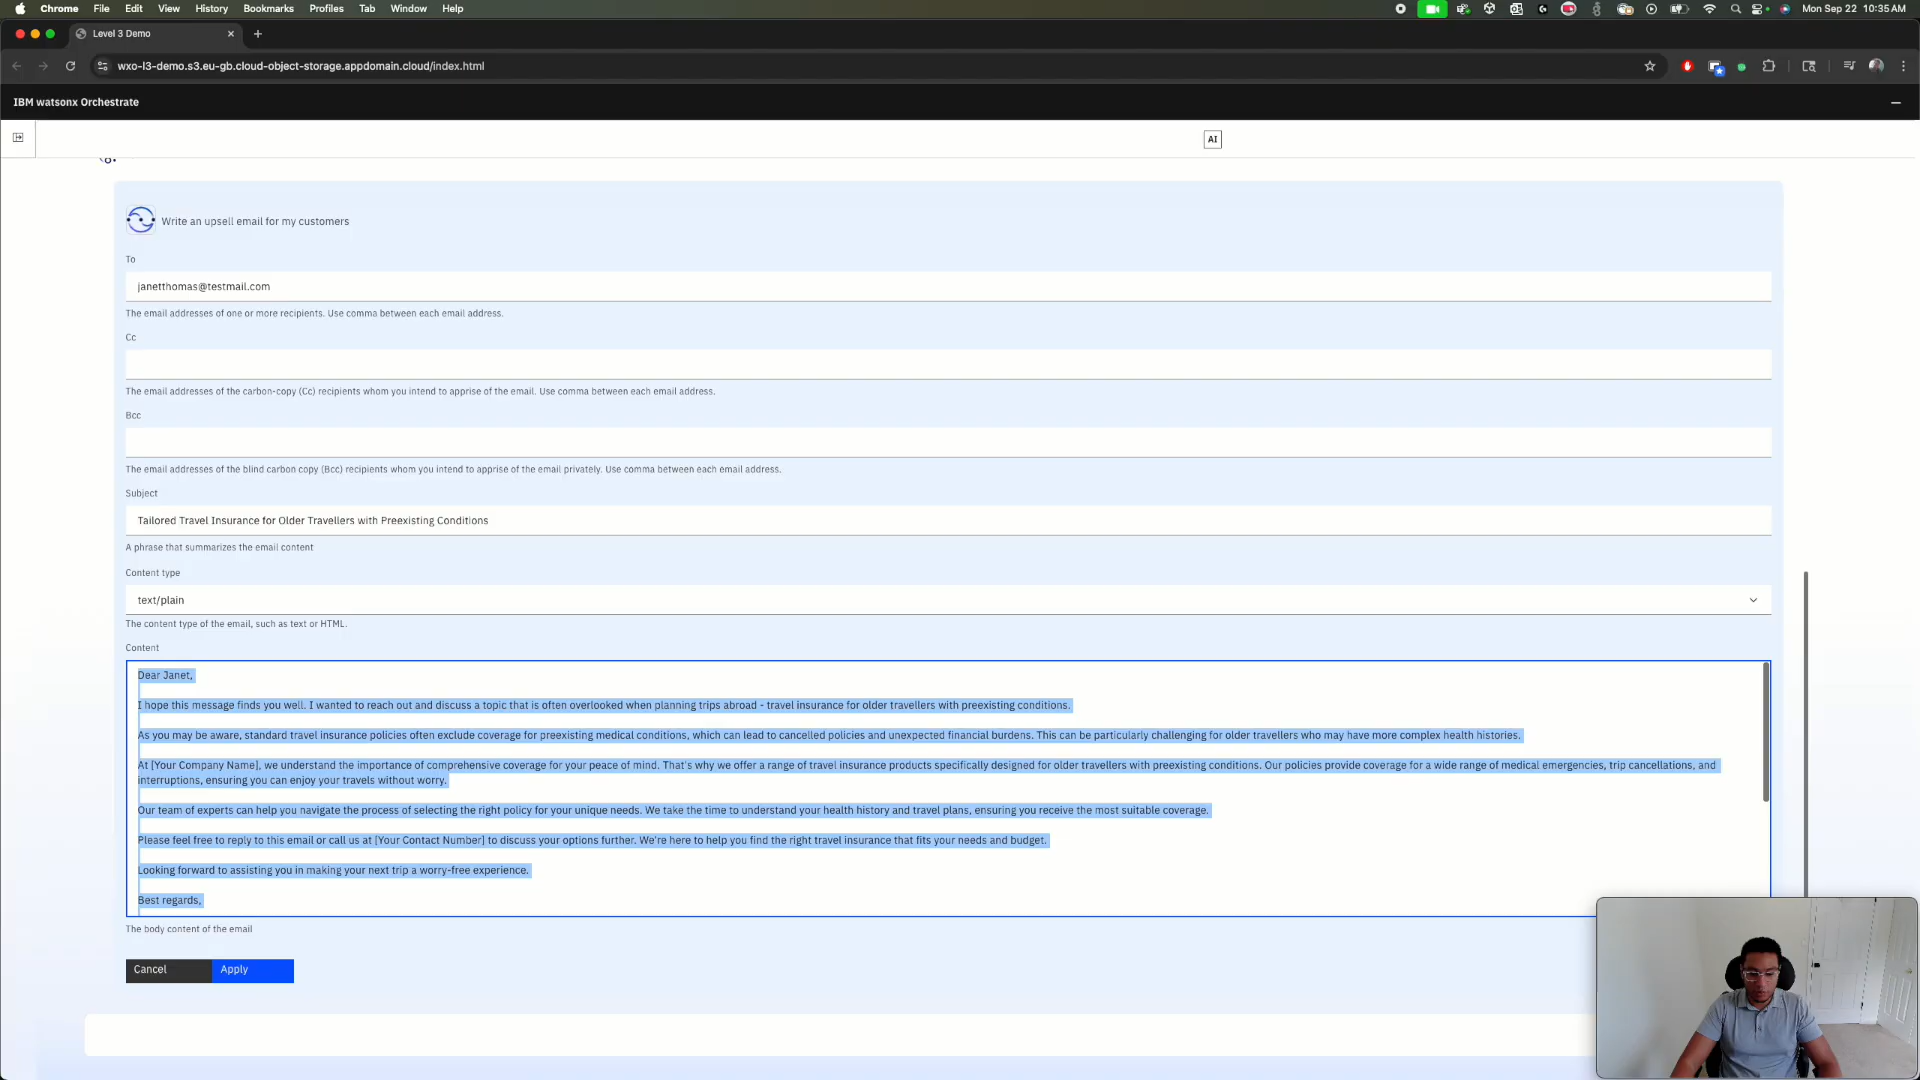 Chrome File Edit View History Bookmarks Profiles Tab Window Help Mon Sep 22 10:35 AM
Level 3 Demo
wxo-l3-demo.s3.eu-gb.cloud-object-storage.appdomain.cloud/index.html
IBM watsonx Orchestrate
AI
Write an upsell email for my customers
To
janetthomas@testmail.com
The email addresses of one or more recipients. Use comma between each email address.
Cc
The email addresses of the carbon-copy (Cc) recipients whom you intend to apprise of the email. Use comma between each email address.
Bcc
The email addresses of the blind carbon copy (Bcc) recipients whom you intend to apprise of the email privately. Use comma between each email address.
Subject
Tailored Travel Insurance for Older Travellers with Preexisting Conditions
A phrase that summarizes the email content
Content type
text/plain
The content type of the email, such as text or HTML.
Content
Dear Janet,
I hope this message finds you well. I wanted to reach out and discuss a topic that is often overlooked when planning trips abroad - travel insurance for older travellers with preexisting conditions.
As you may be aware, standard travel insurance policies often exclude coverage for preexisting medical conditions, which can lead to cancelled policies and unexpected financial burdens. This can be particularly challenging for older travellers who may have more complex health histories.
At [Your Company Name], we understand the importance of comprehensive coverage for your peace of mind. That's why we offer a range of travel insurance products specifically designed for older travellers with preexisting conditions. Our policies provide coverage for a wide range of medical emergencies, trip cancellations, and
interruptions, ensuring you can enjoy your travels without worry.
Our team of experts can help you navigate the process of selecting the right policy for your unique needs. We take the time to understand your health history and travel plans, ensuring you receive the most suitable coverage.
Please feel free to reply to this email or call us at [Your Contact Number] to discuss your options further. We're here to help you find the right travel insurance that fits your needs and budget.
Looking forward to assisting you in making your next trip a worry-free experience.
Best regards,
The body content of the email
Cancel Apply